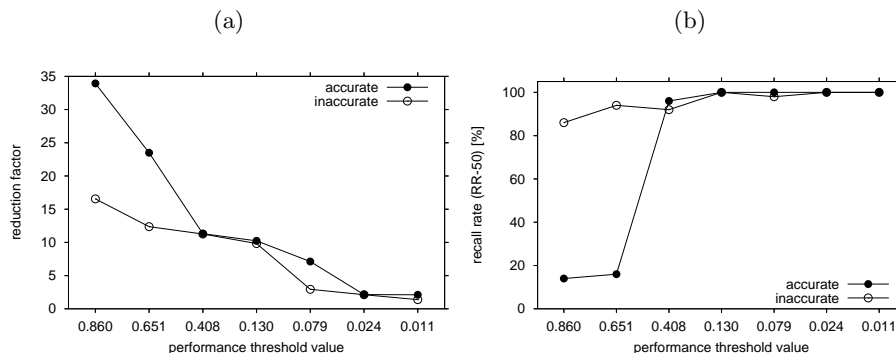 (a)
35
30
25
20
15
10
5
0
reduction factor
accurate
inaccurate
0.860 0.651 0.408 0.130 0.079 0.024 0.011
performance threshold value
(b)
100
80
60
40
20
0
recall rate (RR-50) [%]
accurate
inaccurate
0.860 0.651 0.408 0.130 0.079 0.024 0.011
performance threshold value